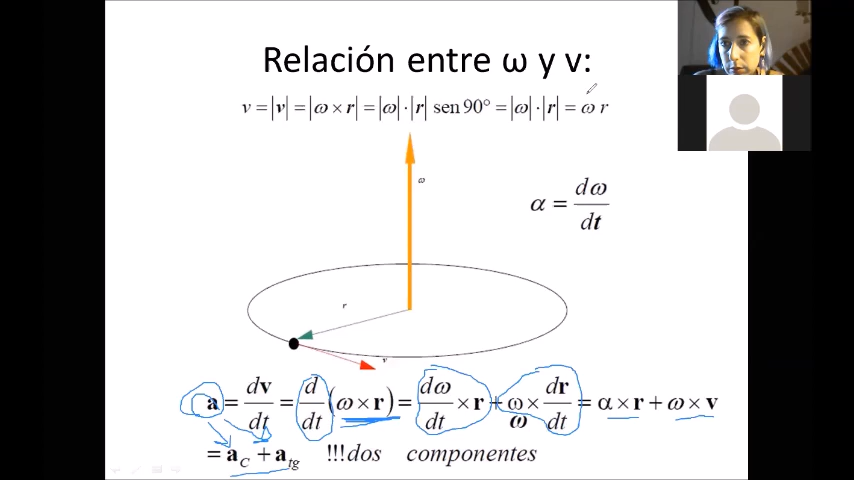 Relación entre ω y v:
v = |v| = |ω × r| = |ω| · |r| sen 90° = |ω| · |r| = ω r
ω
α = dω/dt
r
v
a = dv/dt = d/dt (ω × r) = dω/dt × r + ω × dr/dt = α × r + ω × v
ω
= a_C + a_tg !!!dos componentes